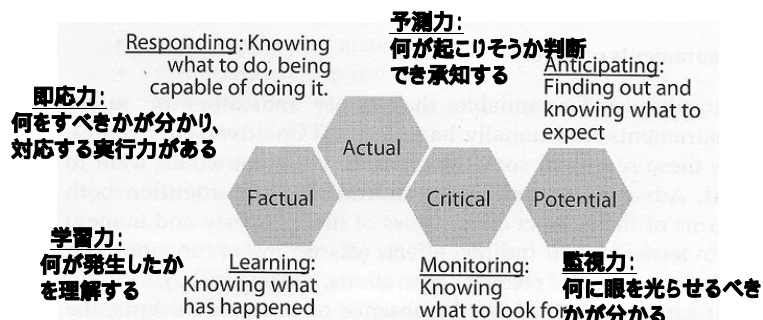 Responding: Knowing
what to do, being
capable of doing it.
予測力:
何が起こりそうか判断
でき承知する
Anticipating:
Finding out and
knowing what to
expect
即応力:
何をすべきかが分かり、
対応する実行力がある
Actual
Factual
Critical
Potential
学習力:
何が発生したか
を理解する
Learning:
Knowing what
has happened
Monitoring:
Knowing
what to look for
監視力:
何に眼を光らせるべき
かが分かる